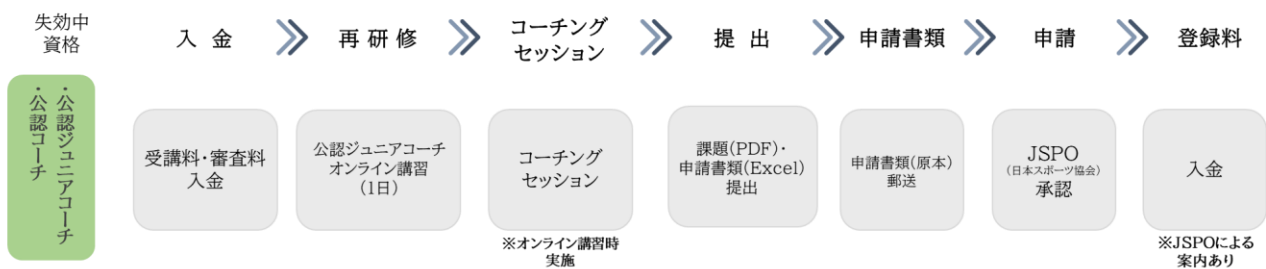 失効中
資格
入 金
再 研 修
コーチング
セッション
提 出
申請書類
申請
登録料
・公認ジュニアコーチ
・公認コーチ
受講料・審査料
入金
公認ジュニアコーチ
オンライン講習
(1日)
コーチング
セッション
※オンライン講習時
実施
課題(PDF)・
申請書類(Excel)
提出
申請書類(原本)
郵送
JSPO
(日本スポーツ協会)
承認
入金
※JSPOによる
案内あり